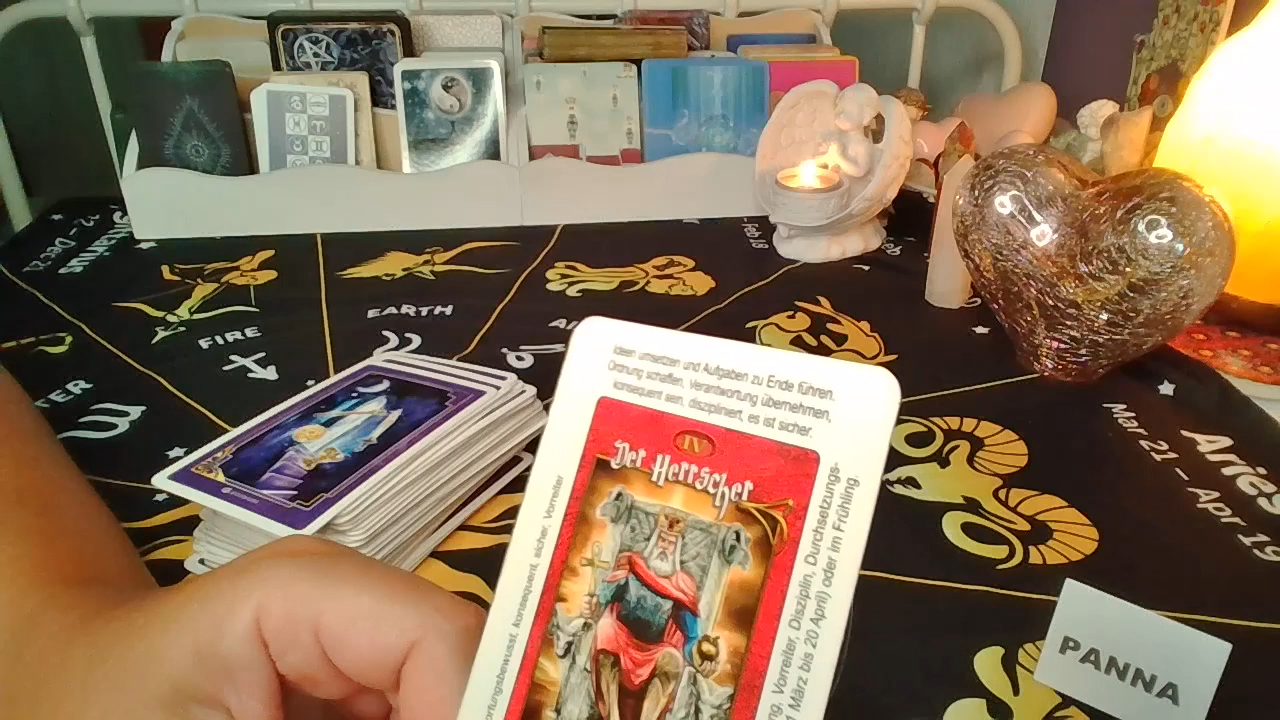 Ideen umsetzen und Aufgaben zu Ende führen.
Ordnung schaffen, Verantwortung übernehmen,
konsequent sein, diszipliniert, es ist sicher.
IV
Der Herrscher
konsequent, sicher, Vorreiter
Vorreiter, Disziplin, Durchsetzungs-
März bis 20 April) oder im Frühling.
FIRE
EARTH
Aries
Mar 21 – Apr 19
PANNA